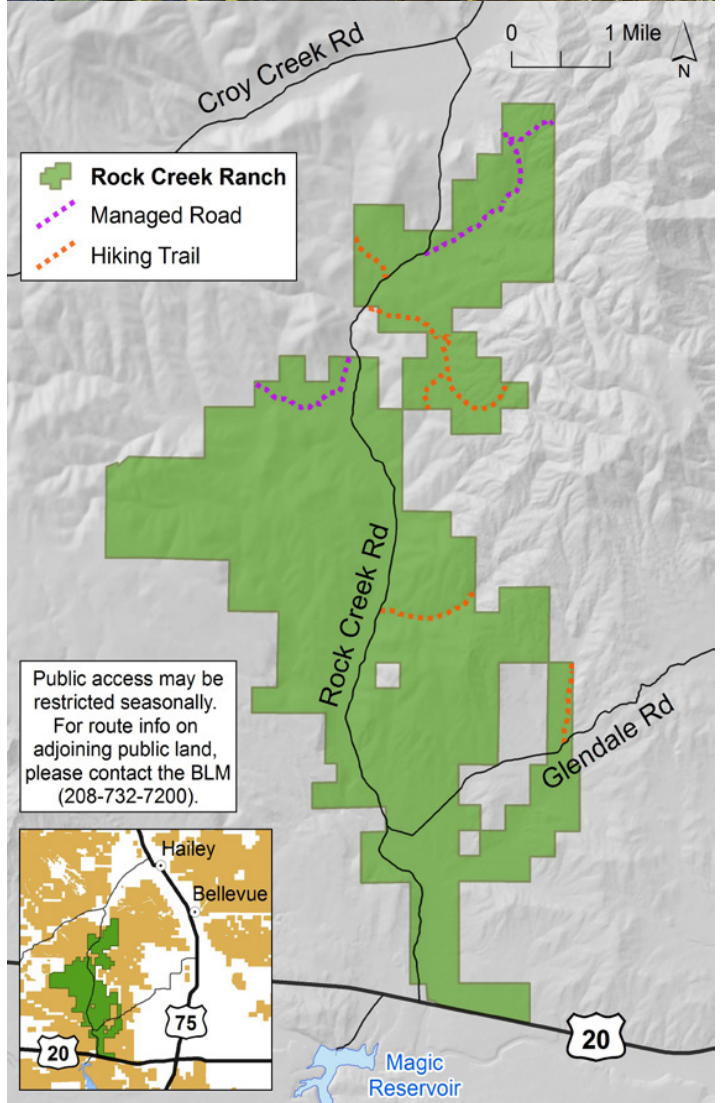 Croy Creek Rd
0 1 Mile
N
Rock Creek Ranch
Managed Road
Hiking Trail
Rock Creek Rd
Glendale Rd
Public access may be
restricted seasonally.
For route info on
adjoining public land,
please contact the BLM
(208-732-7200).
Hailey
Bellevue
75
20
20
Magic
Reservoir